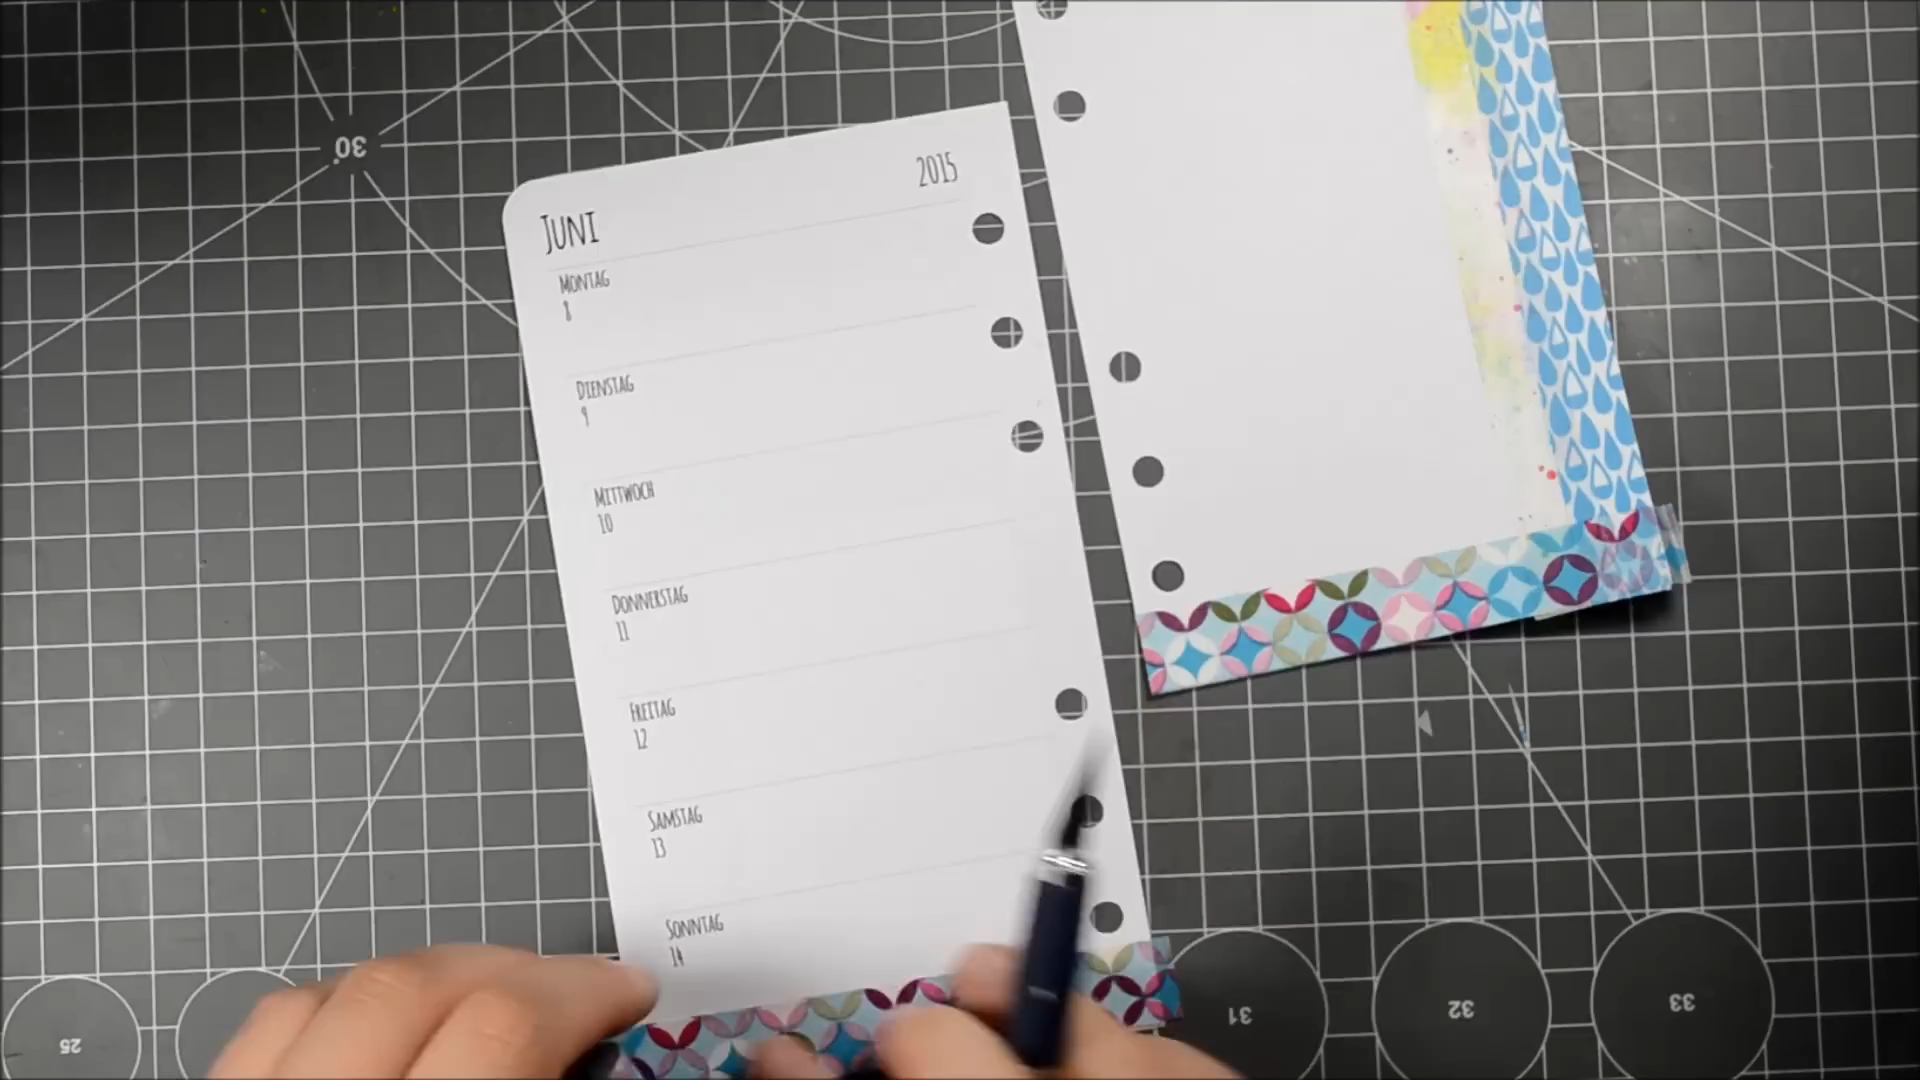 30
2015
JUNI
MONTAG
8
DIENSTAG
9
MITTWOCH
10
DONNERSTAG
11
FREITAG
12
SAMSTAG
13
SONNTAG
14
25
31
32
33